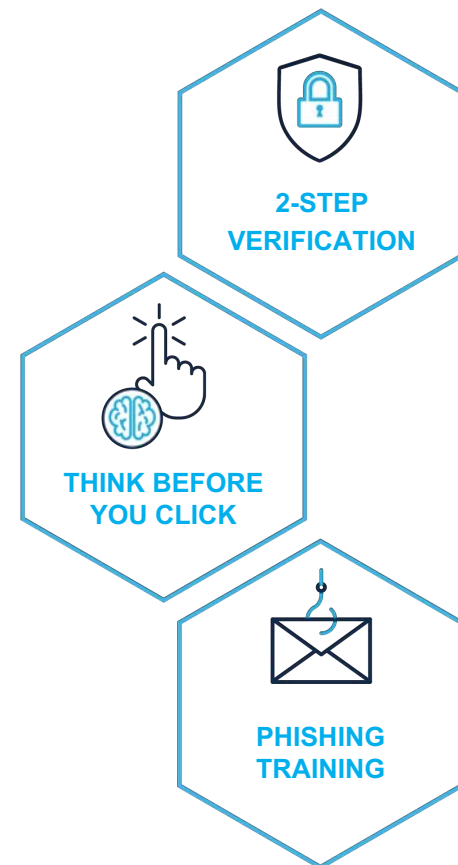 2-STEP
VERIFICATION
THINK BEFORE
YOU CLICK
PHISHING
TRAINING